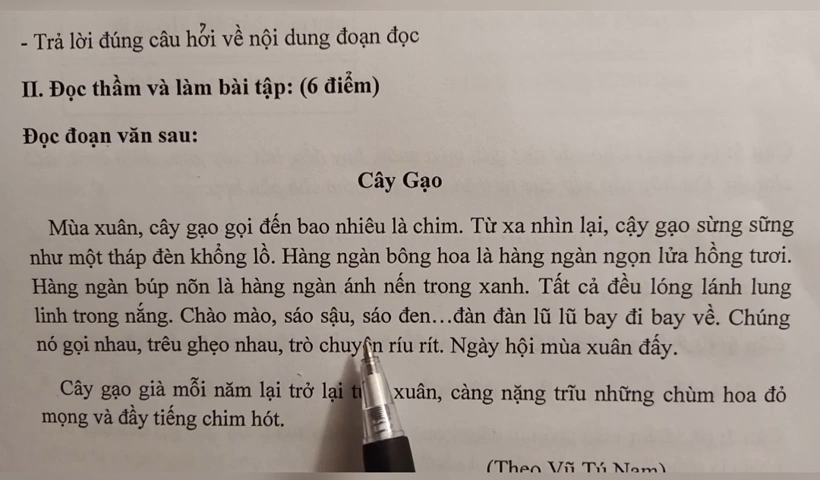 - Trả lời đúng câu hỏi về nội dung đoạn đọc
II. Đọc thầm và làm bài tập: (6 điểm)
Đọc đoạn văn sau:
Cây Gạo
Mùa xuân, cây gạo gọi đến bao nhiêu là chim. Từ xa nhìn lại, cậy gạo sừng sững
như một tháp đèn khổng lồ. Hàng ngàn bông hoa là hàng ngàn ngọn lửa hồng tươi.
Hàng ngàn búp nõn là hàng ngàn ánh nến trong xanh. Tất cả đều lóng lánh lung
linh trong nắng. Chào mào, sáo sậu, sáo đen...đàn đàn lũ lũ bay đi bay về. Chúng
nó gọi nhau, trêu ghẹo nhau, trò chuyện ríu rít. Ngày hội mùa xuân đấy.
Cây gạo già mỗi năm lại trở lại xuân, càng nặng trĩu những chùm hoa đỏ
mọng và đầy tiếng chim hót.
(Theo Vũ Tú Nam)